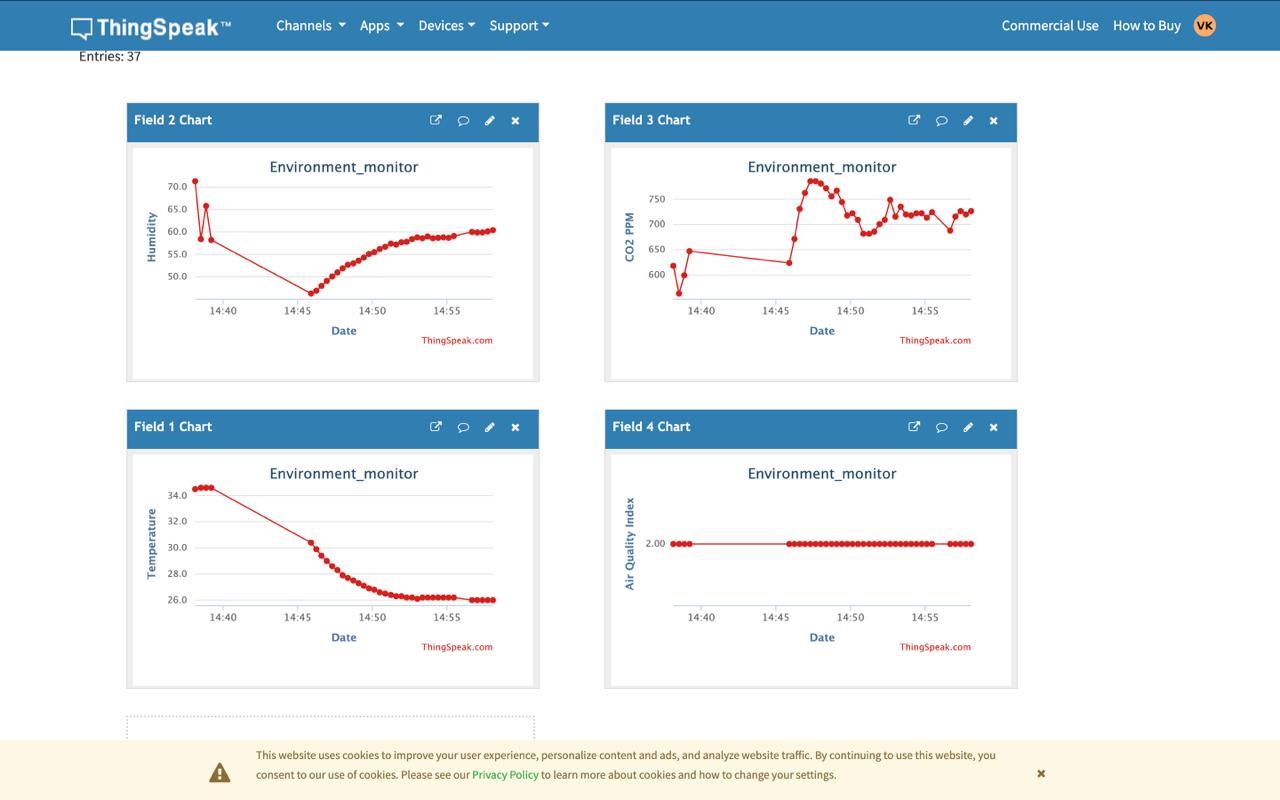 ThingSpeak™ Channels Apps Devices Support Commercial Use How to Buy VK
Entries: 37
Field 2 Chart
Environment_monitor
Humidity
70.0
65.0
60.0
55.0
50.0
14:40 14:45 14:50 14:55
Date
ThingSpeak.com
Field 3 Chart
Environment_monitor
CO2 PPM
750
700
650
600
14:40 14:45 14:50 14:55
Date
ThingSpeak.com
Field 1 Chart
Environment_monitor
Temperature
34.0
32.0
30.0
28.0
26.0
14:40 14:45 14:50 14:55
Date
ThingSpeak.com
Field 4 Chart
Environment_monitor
Air Quality Index
2.00
14:40 14:45 14:50 14:55
Date
ThingSpeak.com
This website uses cookies to improve your user experience, personalize content and ads, and analyze website traffic. By continuing to use this website, you
consent to our use of cookies. Please see our Privacy Policy to learn more about cookies and how to change your settings.